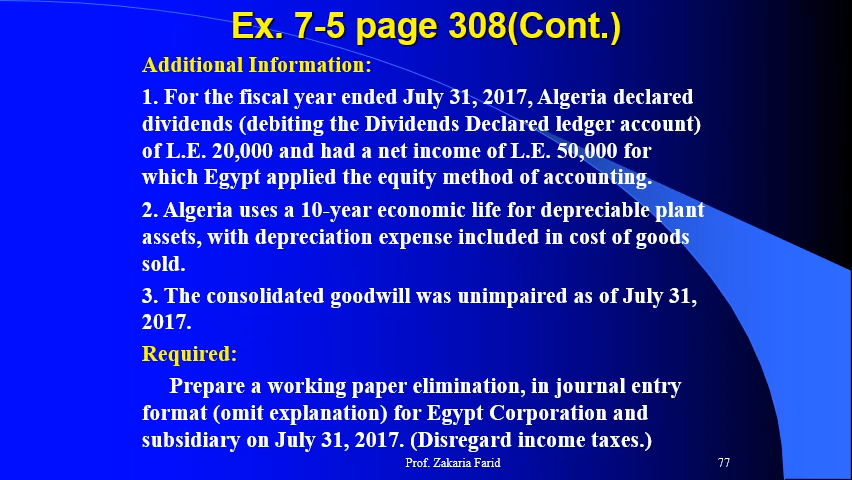 Ex. 7-5 page 308(Cont.)
Additional Information:
1. For the fiscal year ended July 31, 2017, Algeria declared
dividends (debiting the Dividends Declared ledger account)
of L.E. 20,000 and had a net income of L.E. 50,000 for
which Egypt applied the equity method of accounting.
2. Algeria uses a 10-year economic life for depreciable plant
assets, with depreciation expense included in cost of goods
sold.
3. The consolidated goodwill was unimpaired as of July 31,
2017.
Required:
Prepare a working paper elimination, in journal entry
format (omit explanation) for Egypt Corporation and
subsidiary on July 31, 2017. (Disregard income taxes.)
Prof. Zakaria Farid
77